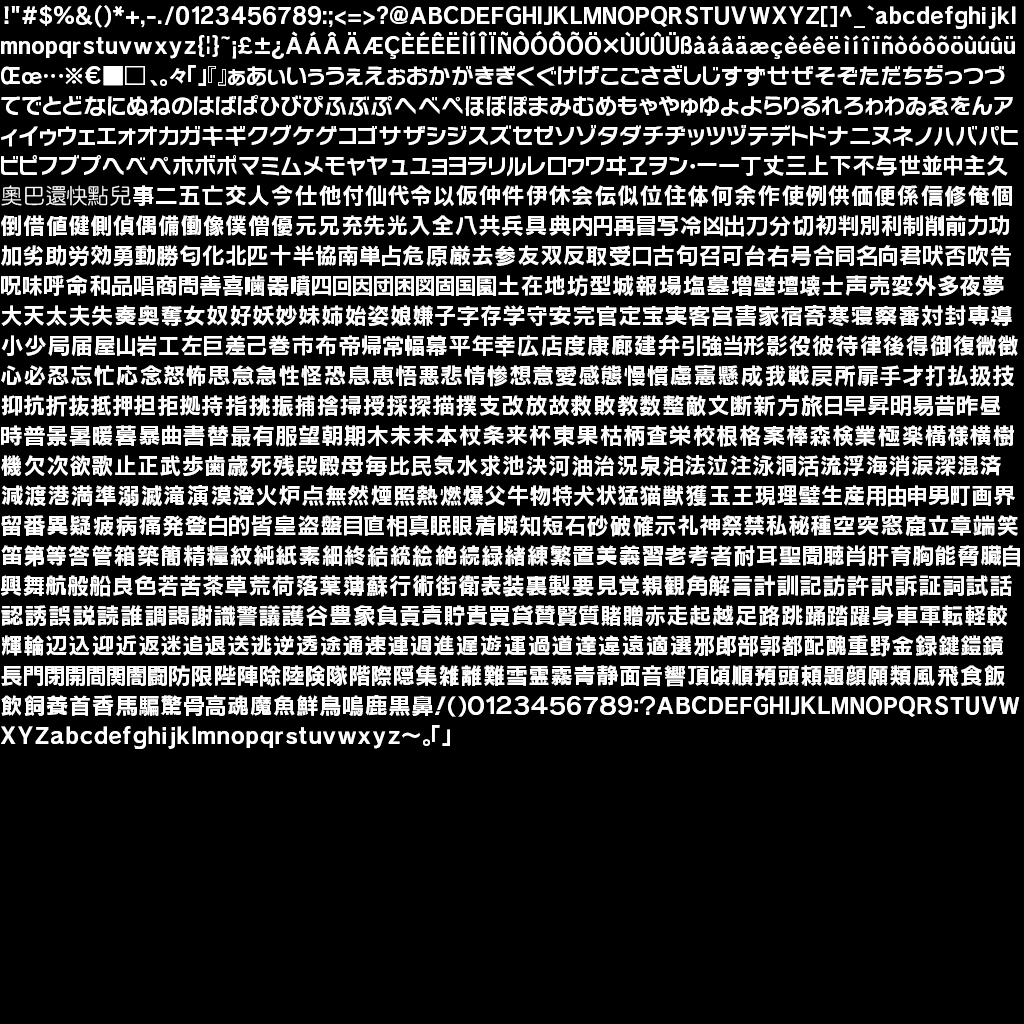 !"#$%&()*+,-./0123456789:;<=>?@ABCDEFGHIJKLMNOPQRSTUVWXYZ[]^_`abcdefghijkl
mnopqrstuvwxyz{¦}~¡£±¿ÀÁÂÄÆÇÈÉÊËÌÍÎÏÑÒÓÔÕÖ×ÙÚÛÜßàáâäæçèéêëìíîïñòóôõöùúûü
Œœ…※€■□、。々「」『』ぁあぃいぅうぇえぉおかがきぎくぐけげこごさざしじすずせぜそぞただちぢっつづ
てでとどなにぬねのはばぱひびぴふぶぷへべぺほぼぽまみむめもゃやゅゆょよらりるれろゎわゐゑをんア
ィイゥウェエォオカガキギクグケゲコゴサザシジスズセゼソゾタダチヂッツヅテデトドナニヌネノハバパヒ
ビピフブプヘベペホボポマミムメモャヤュユョヨラリルレロヮワヰヱヲン・ー一丁丈三上下不与世並中主久
奧巴還快點兒事二五亡交人今仕他付仙代令以仮仲件伊休会伝似位住体何余作使例供価便係信修俺個
倒借値健側偵偶備働像僕僧優元兄充先光入全八共兵具典内円再冒写冷凶出刀分切初判別利制削前力功
加劣助労効勇動勝匂化北匹十半協南単占危原厳去参友双反取受口古句召可台右号合同名向君吠否吹告
呪味呼命和品唱商問善喜噛器噴四回因団困図固国園土在地坊型城報場塩墓増壁壇壊士声売変外多夜夢
大天太夫失奏奥奪女奴好妖妙妹姉始姿娘嫌子字存学守安完官定宝実客宮害家宿寄寒寝察審対封専導
小少局届屋山岩工左巨差己巻市布帝帰常幅幕平年幸広店度康廊建弁引強当形影役彼待律後得御復微徴
心必忍忘忙応念怒怖思怠急性怪恐息恵悟悪悲情惨想意愛感態慢慣慮憲懸成我戦戻所扉手才打払扱技
抑抗折抜抵押担拒拠持指挑振捕捨掃授採探描撲支改放故救敗教数整敵文断新方旅日早昇明易昔昨昼
時普景暑暖暮暴曲書替最有服望朝期木未末本杖条来杯東果枯柄査栄校根格案棒森検業極楽構様横樹
機欠次欲歌止正武歩歯歳死残段殿母毎比民気水求池決河油治況泉泊法泣注泳洞活流浮海消涙深混済
減渡港満準溺滅滝演漠澄火炉点無然煙照熱燃爆父牛物特犬状猛猫獣獲玉王現理璧生産用由申男町画界
留番異疑疲病痛発登白的皆皇盗盤目直相真眠眼着瞬知短石砂破確示礼神祭禁私秘種空突窓窟立章端笑
笛第等答管箱築簡精糧紋純紙素細終結統絵絶続緑緒練繁置美義習老考者耐耳聖聞聴肖肝育胸能脅臓臼
興舞航般船良色若苦茶草荒荷落葉薄蘇行術街衛表装裏製要見覚親観角解言計訓記訪許訳訴証詞試話
認誘誤説読誰調謁謝識警議護谷豊象負貢責貯貴買貸賛賢質賭贈赤走起越足路跳踊踏躍身車軍転軽較
輝輪辺込迎近返迷追退送逃逆透途通速連週進遅遊運過道達違遠適選邪郎部郭都配醜重野金録鍵鎧鏡
長門閉開間関闇闘防限陛陣除陸険隊階際隠集雑離難雪霊霧青静面音響頂頃順預頭頼題顔願類風飛食飯
飲飼養首香馬騙驚骨高魂魔魚鮮鳥鳴鹿黒鼻!()0123456789:?ABCDEFGHIJKLMNOPQRSTUVW
XYZabcdefghijklmnopqrstuvwxyz～。「」